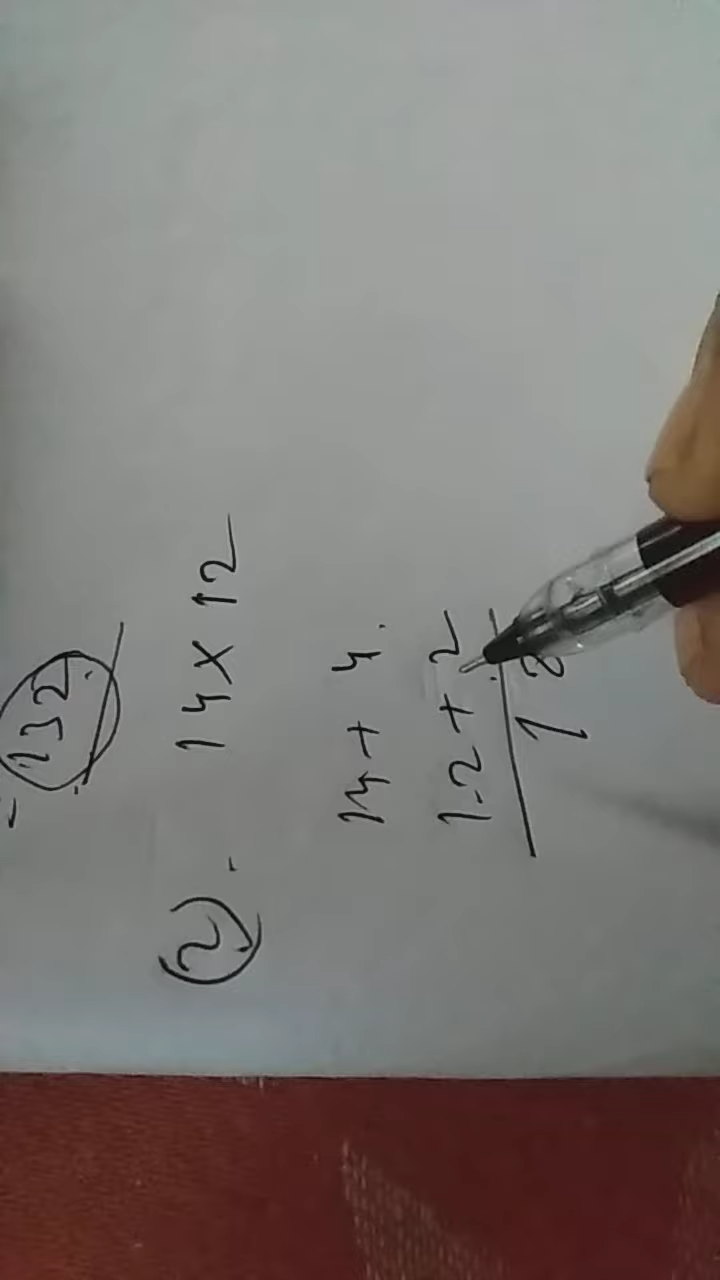 = 132
(2). 14 × 12
14 + 4.
12 + 2
18